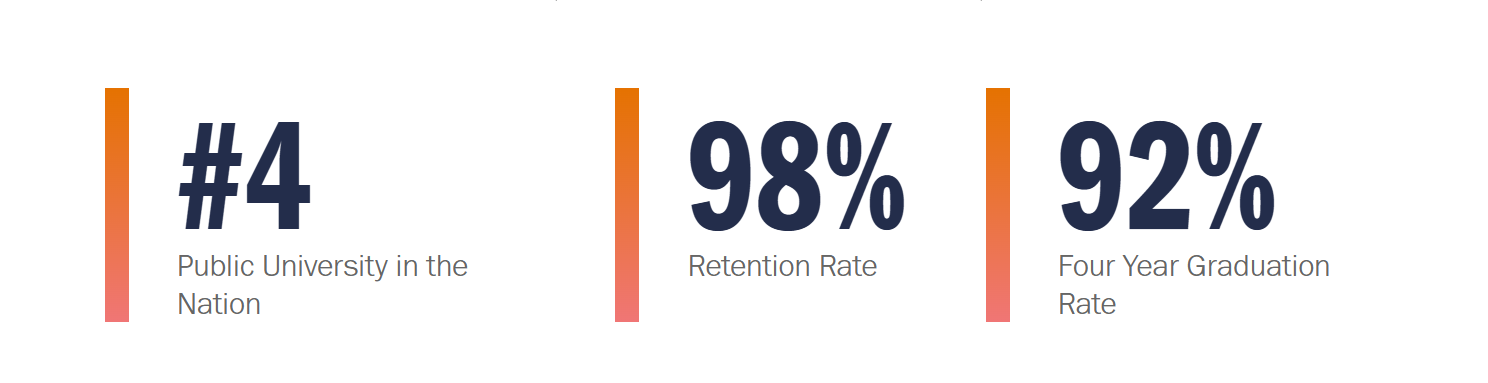 #4
Public University in the
Nation
98%
Retention Rate
92%
Four Year Graduation
Rate